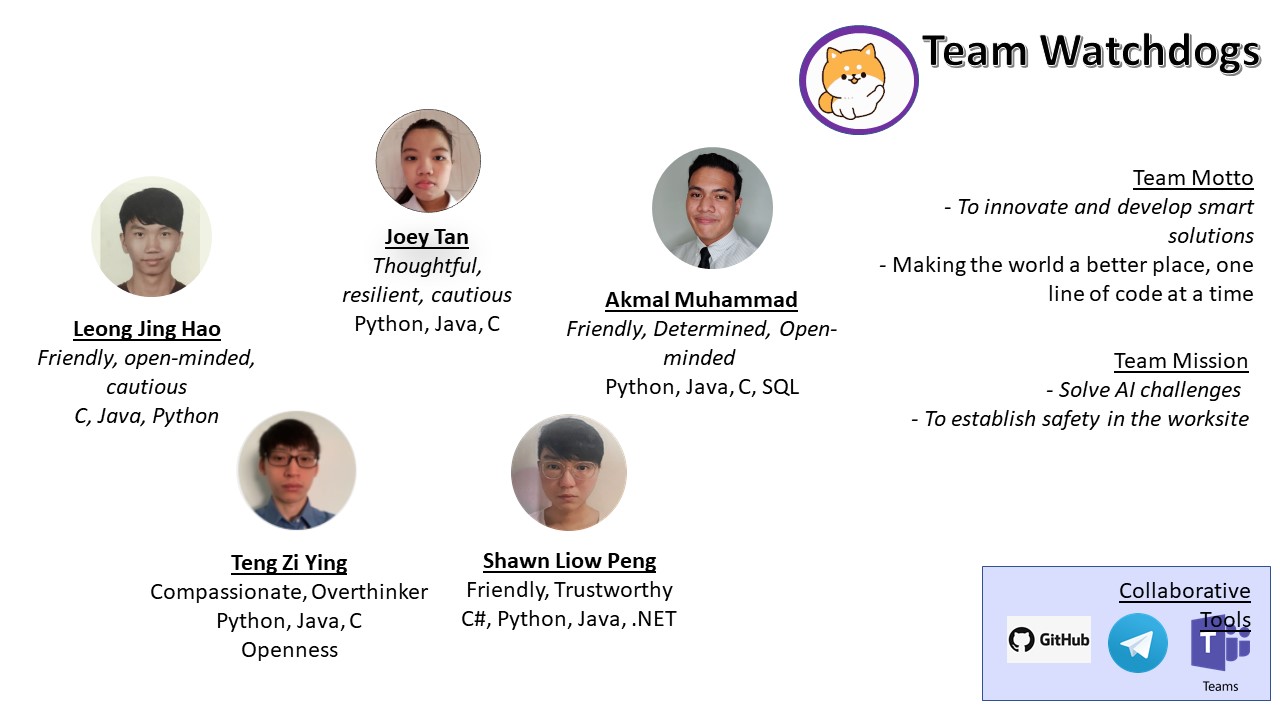 Team Watchdogs
Leong Jing Hao
Friendly, open-minded,
cautious
C, Java, Python
Joey Tan
Thoughtful,
resilient, cautious
Python, Java, C
Akmal Muhammad
Friendly, Determined, Open-
minded
Python, Java, C, SQL
Teng Zi Ying
Compassionate, Overthinker
Python, Java, C
Openness
Shawn Liow Peng
Friendly, Trustworthy
C#, Python, Java, .NET
Team Motto
- To innovate and develop smart
solutions
- Making the world a better place, one
line of code at a time
Team Mission
- Solve AI challenges
- To establish safety in the worksite
Collaborative
Tools
GitHub
T
Teams